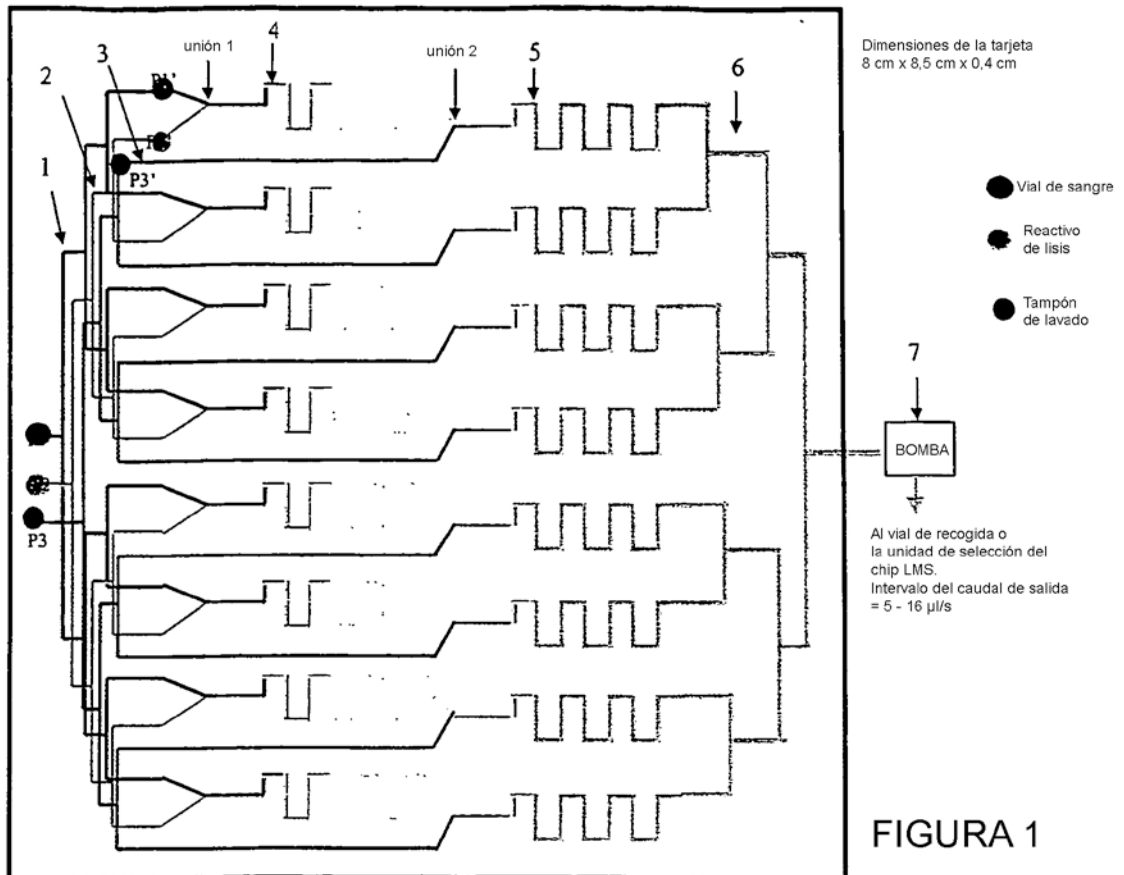 4
unión 1
unión 2
5
Dimensiones de la tarjeta
8 cm x 8,5 cm x 0,4 cm
3
6
2
P1'
1
P3'
Vial de sangre
Reactivo
de lisis
Tampón
de lavado
7
BOMBA
P3
Al vial de recogida o
la unidad de selección del
chip LMS.
Intervalo del caudal de salida
= 5 - 16 µl/s
FIGURA 1